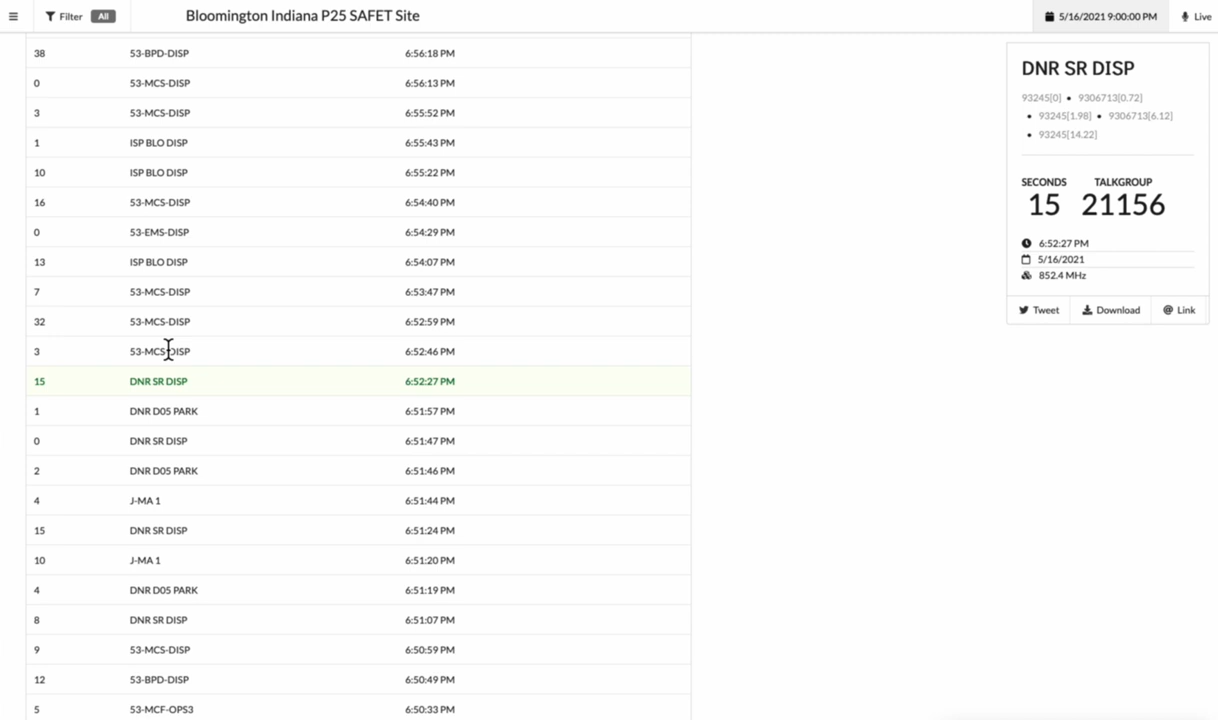 Filter All Bloomington Indiana P25 SAFET Site 5/16/2021 9:00:00 PM Live
38 53-BPD-DISP 6:56:18 PM
0 53-MCS-DISP 6:56:13 PM
3 53-MCS-DISP 6:55:52 PM
1 ISP BLO DISP 6:55:43 PM
10 ISP BLO DISP 6:55:22 PM
16 53-MCS-DISP 6:54:40 PM
0 53-EMS-DISP 6:54:29 PM
13 ISP BLO DISP 6:54:07 PM
7 53-MCS-DISP 6:53:47 PM
32 53-MCS-DISP 6:52:59 PM
3 53-MCS-DISP 6:52:46 PM
15 DNR SR DISP 6:52:27 PM
1 DNR D05 PARK 6:51:57 PM
0 DNR SR DISP 6:51:47 PM
2 DNR D05 PARK 6:51:46 PM
4 J-MA 1 6:51:44 PM
15 DNR SR DISP 6:51:24 PM
10 J-MA 1 6:51:20 PM
4 DNR D05 PARK 6:51:19 PM
8 DNR SR DISP 6:51:07 PM
9 53-MCS-DISP 6:50:59 PM
12 53-BPD-DISP 6:50:49 PM
5 53-MCF-OPS3 6:50:33 PM
DNR SR DISP
93245[0] • 9306713[0.72]
• 93245[1.98] • 9306713[6.12]
• 93245[14.22]
SECONDS TALKGROUP
15 21156
6:52:27 PM
5/16/2021
852.4 MHz
Tweet Download Link